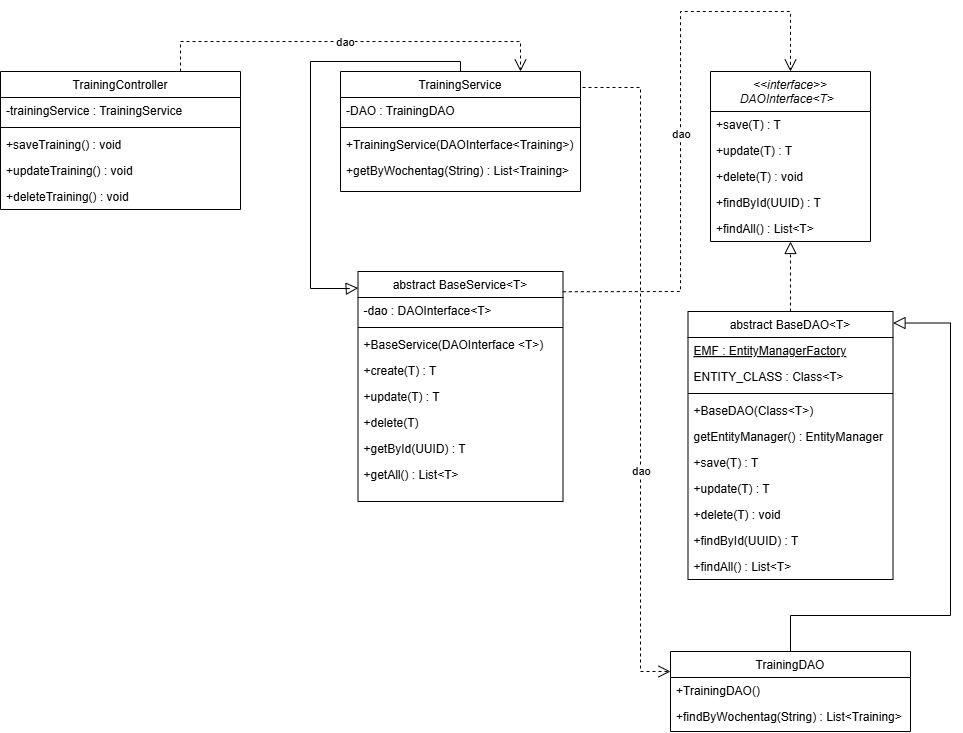 dao
TrainingController
-trainingService : TrainingService
+saveTraining() : void
+updateTraining() : void
+deleteTraining() : void
TrainingService
-DAO : TrainingDAO
+TrainingService(DAOInterface<Training>)
+getByWochentag(String) : List<Training>
dao
<<interface>>
DAOInterface<T>
+save(T) : T
+update(T) : T
+delete(T) : void
+findById(UUID) : T
+findAll() : List<T>
abstract BaseService<T>
-dao : DAOInterface<T>
+BaseService(DAOInterface <T>)
+create(T) : T
+update(T) : T
+delete(T)
+getById(UUID) : T
+getAll() : List<T>
dao
abstract BaseDAO<T>
EMF : EntityManagerFactory
ENTITY_CLASS : Class<T>
+BaseDAO(Class<T>)
getEntityManager() : EntityManager
+save(T) : T
+update(T) : T
+delete(T) : void
+findById(UUID) : T
+findAll() : List<T>
TrainingDAO
+TrainingDAO()
+findByWochentag(String) : List<Training>